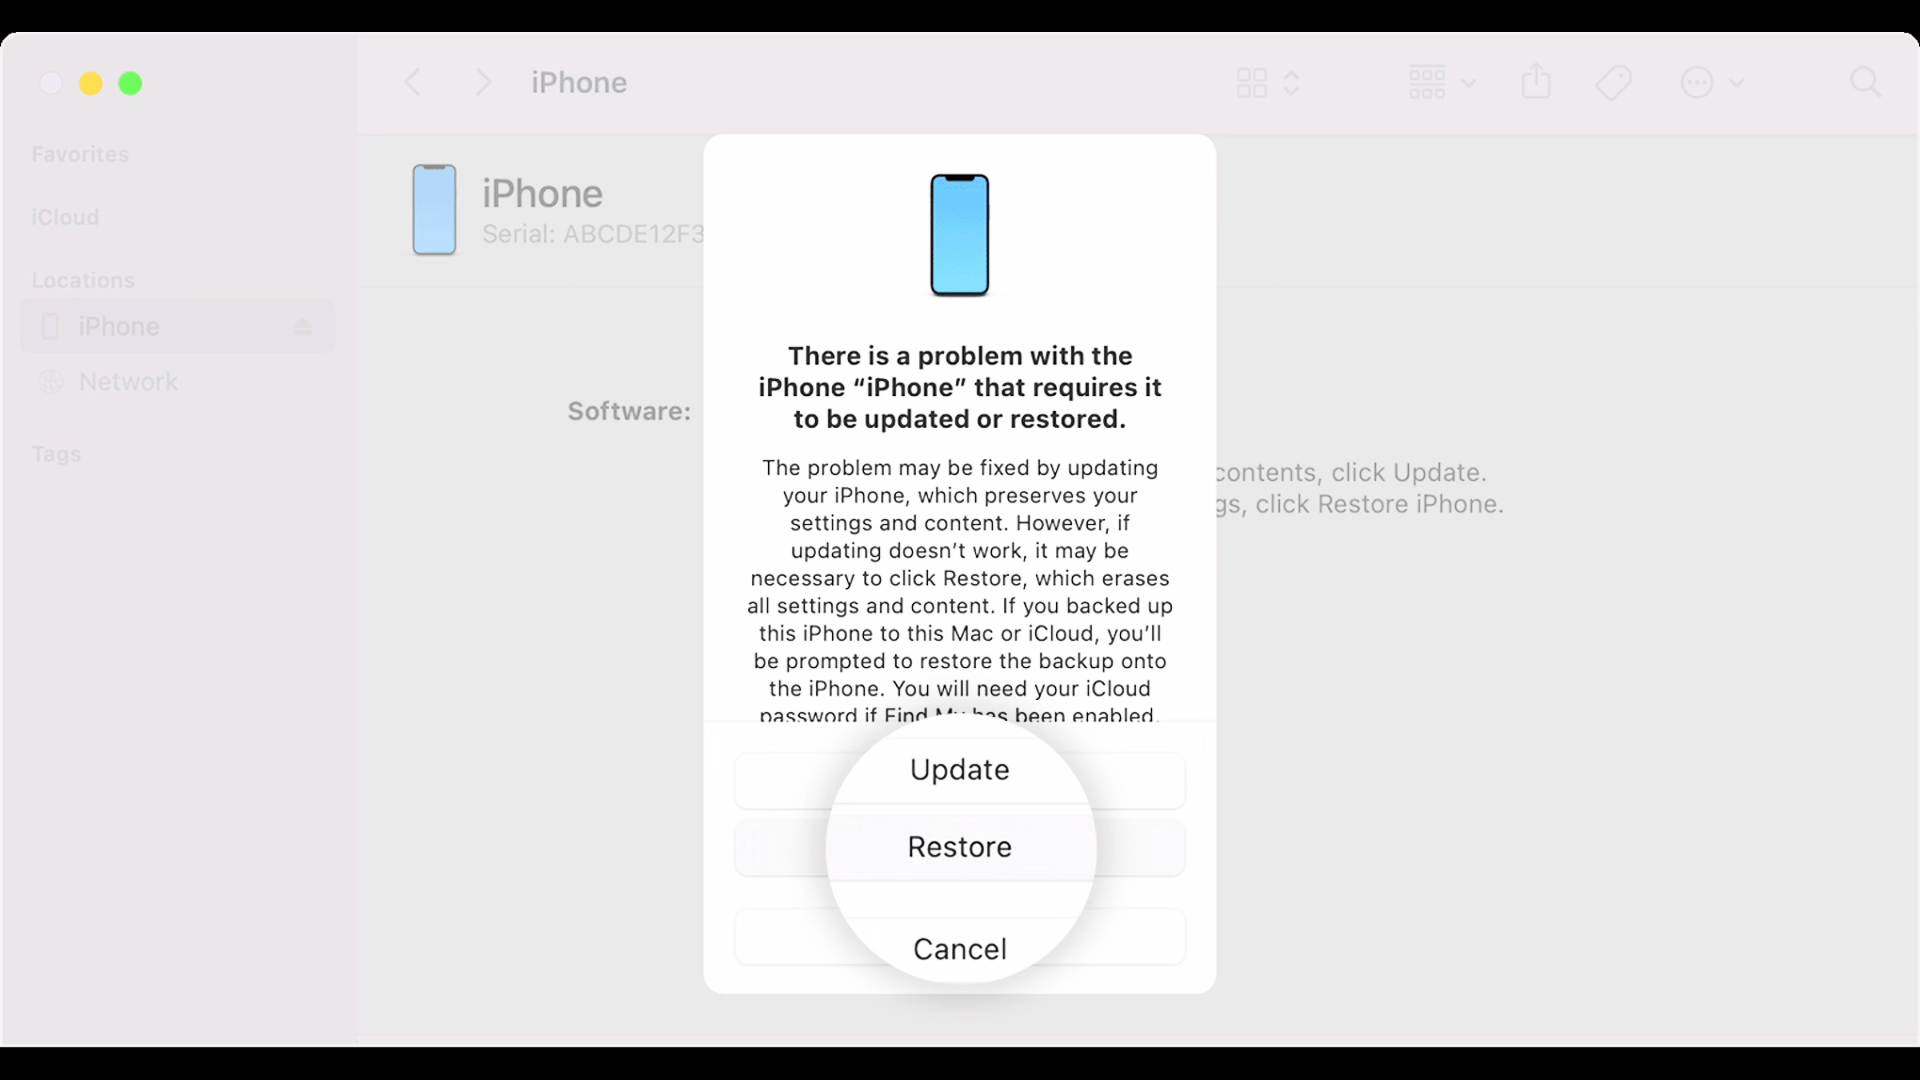 iPhone
Favorites
iCloud
Locations
iPhone
Network
Tags
iPhone
Serial: ABCDE12F3
Software:
contents, click Update.
gs, click Restore iPhone.
There is a problem with the
iPhone “iPhone” that requires it
to be updated or restored.
The problem may be fixed by updating
your iPhone, which preserves your
settings and content. However, if
updating doesn’t work, it may be
necessary to click Restore, which erases
all settings and content. If you backed up
this iPhone to this Mac or iCloud, you’ll
be prompted to restore the backup onto
the iPhone. You will need your iCloud
password if Find My has been enabled.
Update
Restore
Cancel